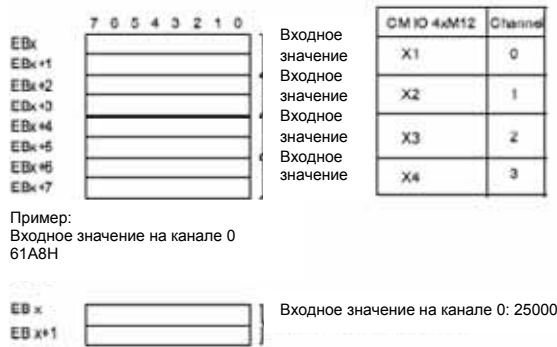 7 6 5 4 3 2 1 0
EBx
EBx+1
EBx+2
EBx+3
EBx+4
EBx+5
EBx+6
EBx+7
Входное
значение
Входное
значение
Входное
значение
Входное
значение
CM IO 4xM12 Channel
X1 0
X2 1
X3 2
X4 3
Пример:
Входное значение на канале 0
61A8H
EB x
EB x+1
Входное значение на канале 0: 25000